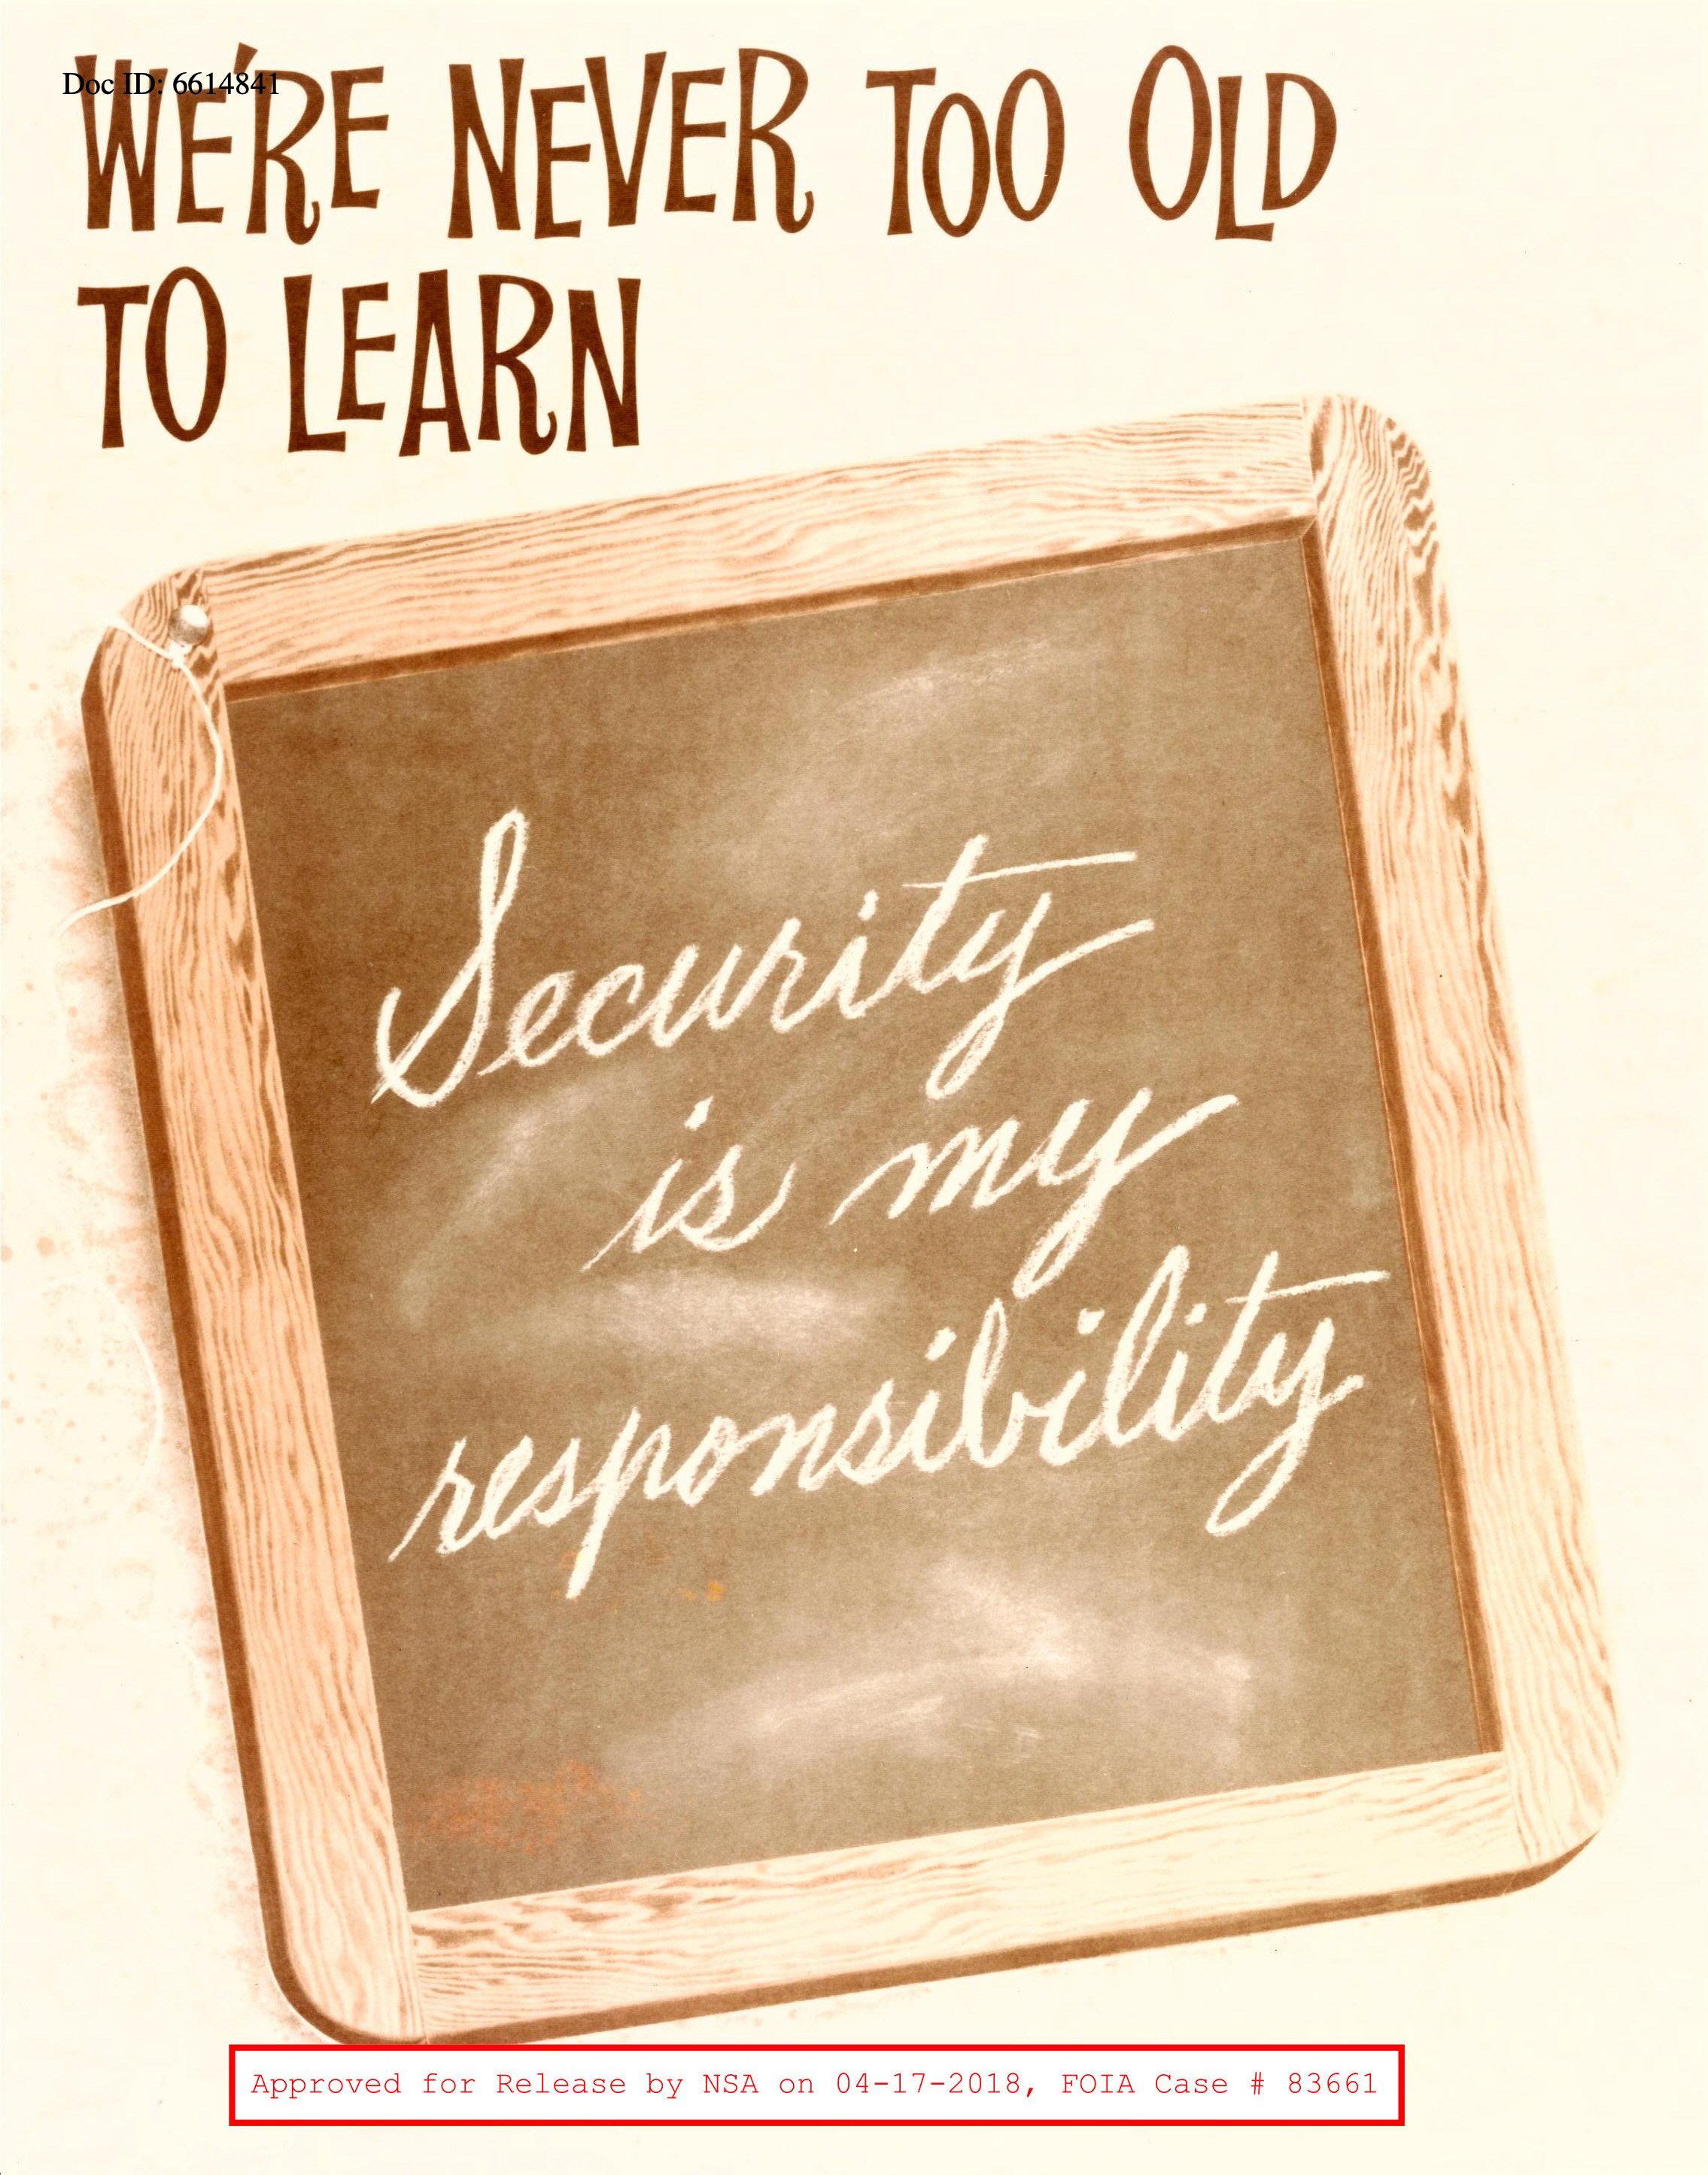 Doc ID: 6614841
WE'RE NEVER TOO OLD
TO LEARN
Security
is my
responsibility
Approved for Release by NSA on 04-17-2018, FOIA Case # 83661